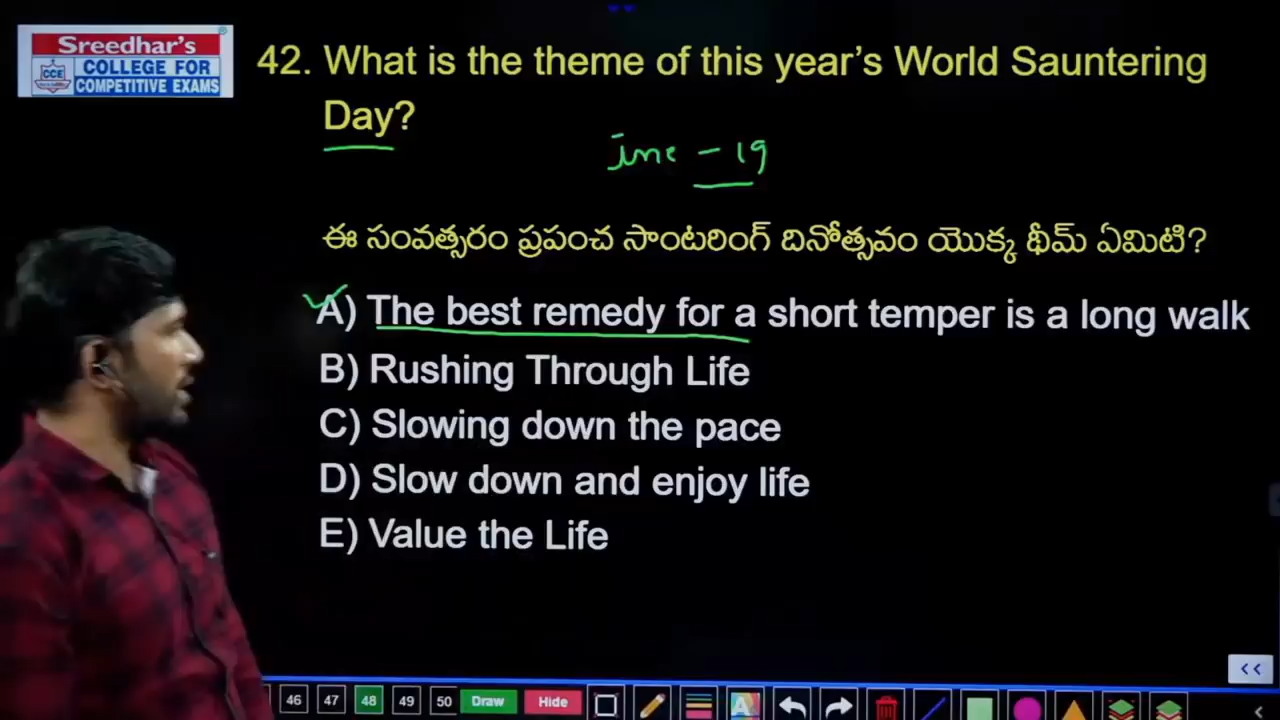 Sreedhar's
CCE
COLLEGE FOR
COMPETITIVE EXAMS
42. What is the theme of this year's World Sauntering
Day?
june - 19
ఈ సంవత్సరం ప్రపంచ సాంటరింగ్ దినోత్సవం యొక్క థీమ్ ఏమిటి?
A) The best remedy for a short temper is a long walk
B) Rushing Through Life
C) Slowing down the pace
D) Slow down and enjoy life
E) Value the Life
<<
46 47 48 49 50 Draw Hide